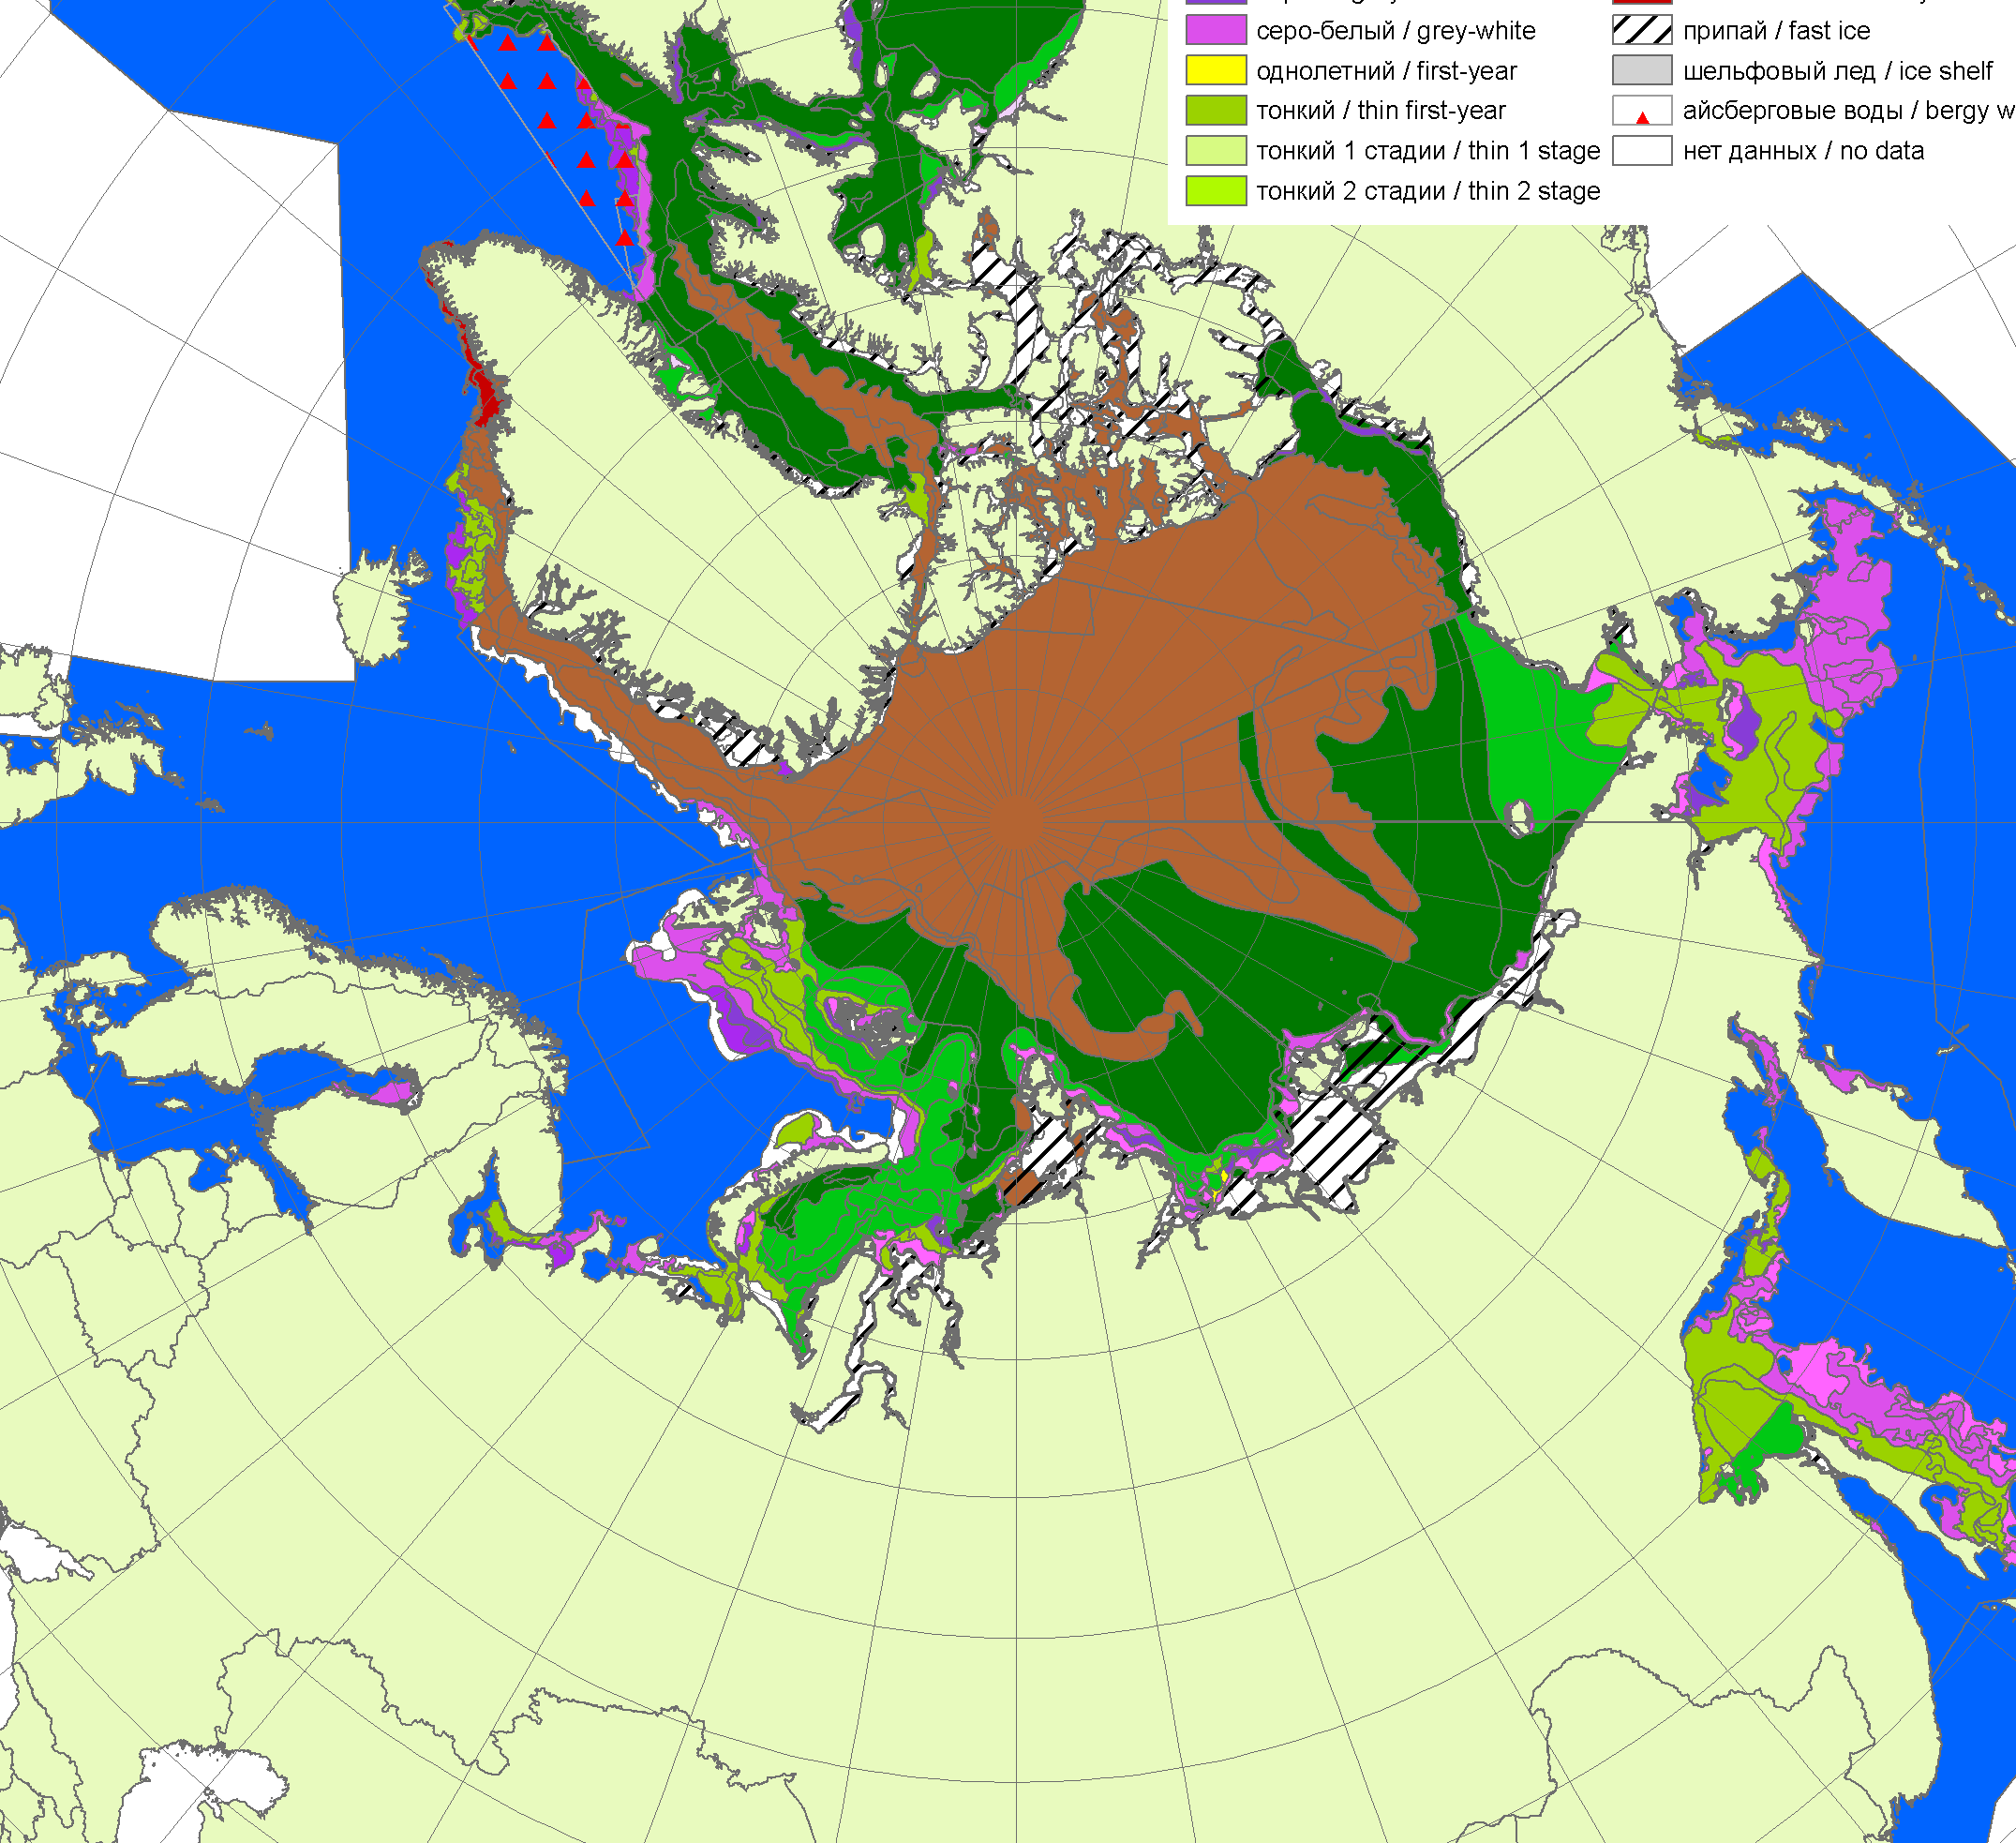 серо-белый / grey-white
однолетний / first-year
тонкий / thin first-year
тонкий 1 стадии / thin 1 stage
тонкий 2 стадии / thin 2 stage
припай / fast ice
шельфовый лед / ice shelf
айсберговые воды / bergy w
нет данных / no data